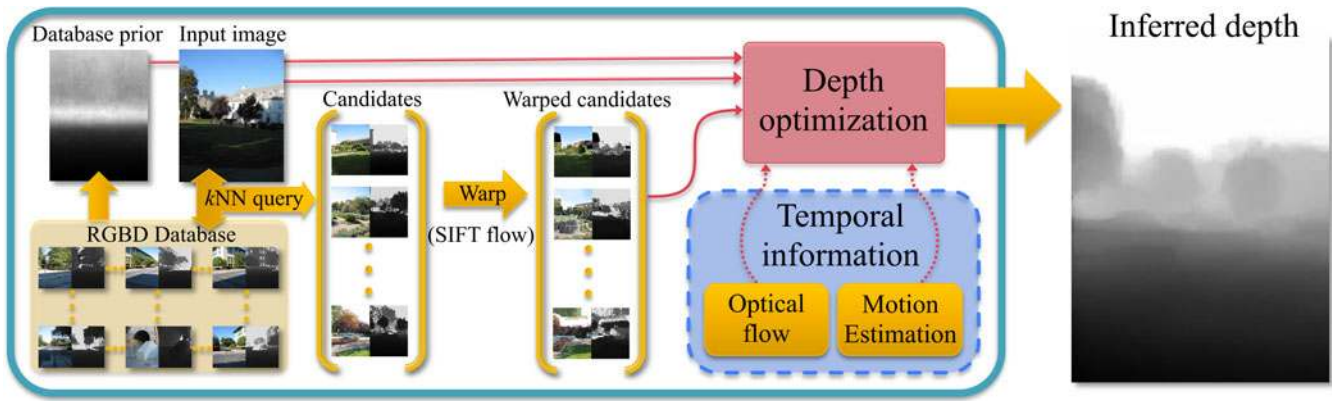 Database prior
Input image
Inferred depth
Candidates
Warped candidates
Depth
optimization
kNN query
Warp
(SIFT flow)
RGBD Database
Temporal
information
Optical
flow
Motion
Estimation